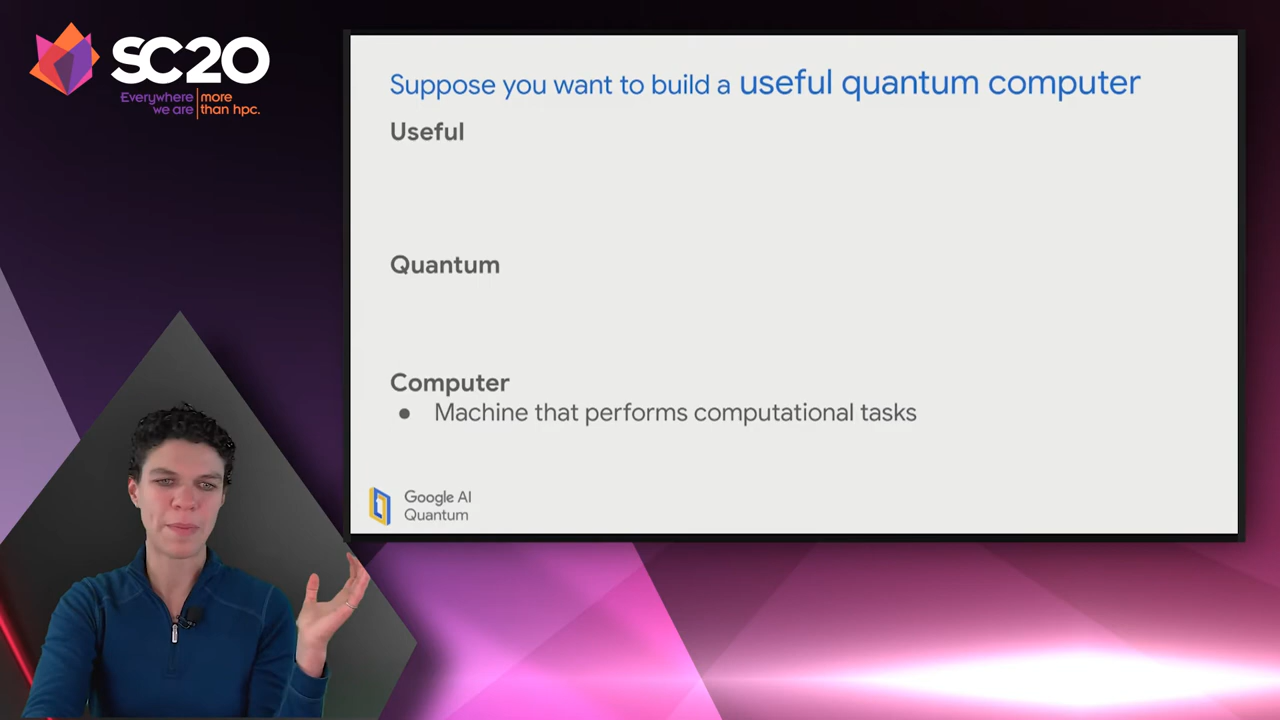 SC20
Everywhere we are | more than hpc.
Suppose you want to build a useful quantum computer
Useful
Quantum
Computer
● Machine that performs computational tasks
Google AI
Quantum